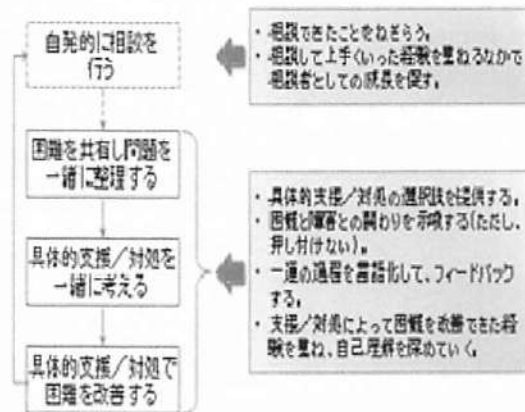 自発的に相談を
行う
・ 相談できたことをねぎらう。
・ 相談して上手くいった経験を重ねるなかで
相談者としての成長を促す。
困難を共有し問題を
一緒に整理する
具体的支援／対処を
一緒に考える
具体的支援／対処で
困難を改善する
・ 具体的支援／対処の選択肢を提供する。
・ 困難と障害との関わりを示唆する(ただし、
押し付けない)。
・ 一連の過程を言語化して、フィードバック
する。
・ 支援／対処によって困難を改善できた経
験を重ね、自己理解を深めていく。